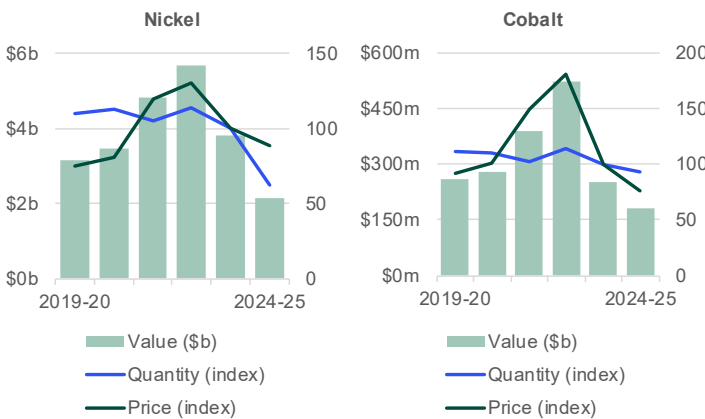 Nickel
$6b
$4b
$2b
$0b
150
100
50
0
2019-20
2024-25
Value ($b)
Quantity (index)
Price (index)
Cobalt
$600m
$450m
$300m
$150m
$0m
200
150
100
50
0
2019-20
2024-25
Value ($b)
Quantity (index)
Price (index)